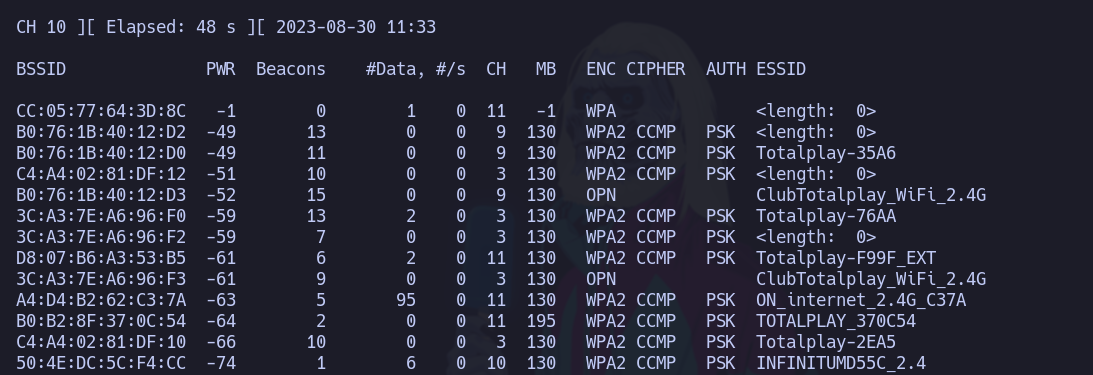 CH 10 ][ Elapsed: 48 s ][ 2023-08-30 11:33
BSSID PWR Beacons #Data, #/s CH MB ENC CIPHER AUTH ESSID
CC:05:77:64:3D:8C -1 0 1 0 11 -1 WPA <length: 0>
B0:76:1B:40:12:D2 -49 13 0 0 9 130 WPA2 CCMP PSK <length: 0>
B0:76:1B:40:12:D0 -49 11 0 0 9 130 WPA2 CCMP PSK Totalplay-35A6
C4:A4:02:81:DF:12 -51 10 0 0 3 130 WPA2 CCMP PSK <length: 0>
B0:76:1B:40:12:D3 -52 15 0 0 9 130 OPN ClubTotalplay_WiFi_2.4G
3C:A3:7E:A6:96:F0 -59 13 2 0 3 130 WPA2 CCMP PSK Totalplay-76AA
3C:A3:7E:A6:96:F2 -59 7 0 0 3 130 WPA2 CCMP PSK <length: 0>
D8:07:B6:A3:53:B5 -61 6 2 0 11 130 WPA2 CCMP PSK Totalplay-F99F_EXT
3C:A3:7E:A6:96:F3 -61 9 0 0 3 130 OPN ClubTotalplay_WiFi_2.4G
A4:D4:B2:62:C3:7A -63 5 95 0 11 130 WPA2 CCMP PSK ON_internet_2.4G_C37A
B0:B2:8F:37:0C:54 -64 2 0 0 11 195 WPA2 CCMP PSK TOTALPLAY_370C54
C4:A4:02:81:DF:10 -66 10 0 0 3 130 WPA2 CCMP PSK Totalplay-2EA5
50:4E:DC:5C:F4:CC -74 1 6 0 10 130 WPA2 CCMP PSK INFINITUMD55C_2.4